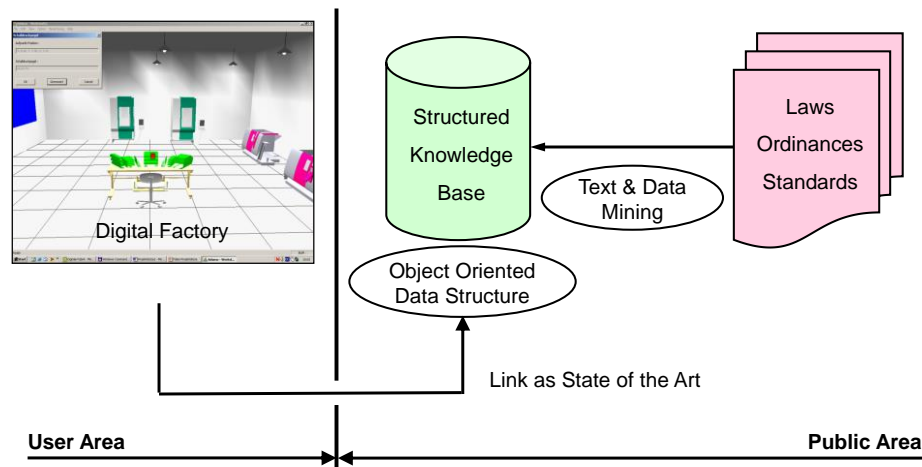 Digital Factory
Structured
Knowledge
Base
Laws
Ordinances
Standards
Text & Data
Mining
Object Oriented
Data Structure
Link as State of the Art
User Area
Public Area